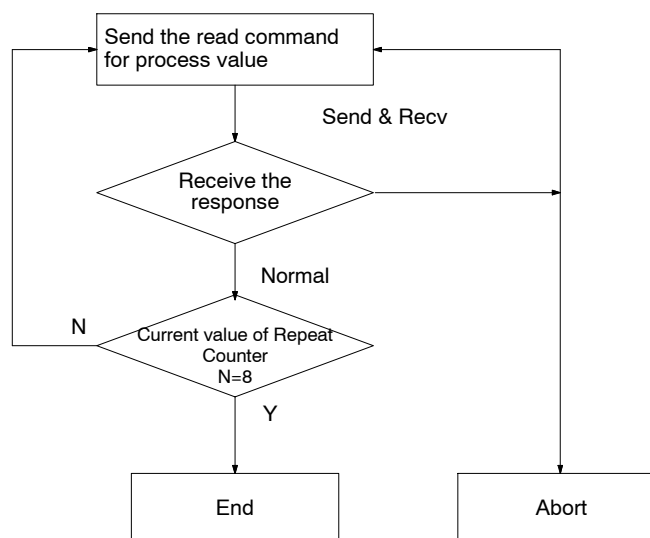 Send the read command
for process value
Send & Recv
Receive the
response
Normal
N
Current value of Repeat
Counter
N=8
Y
End
Abort